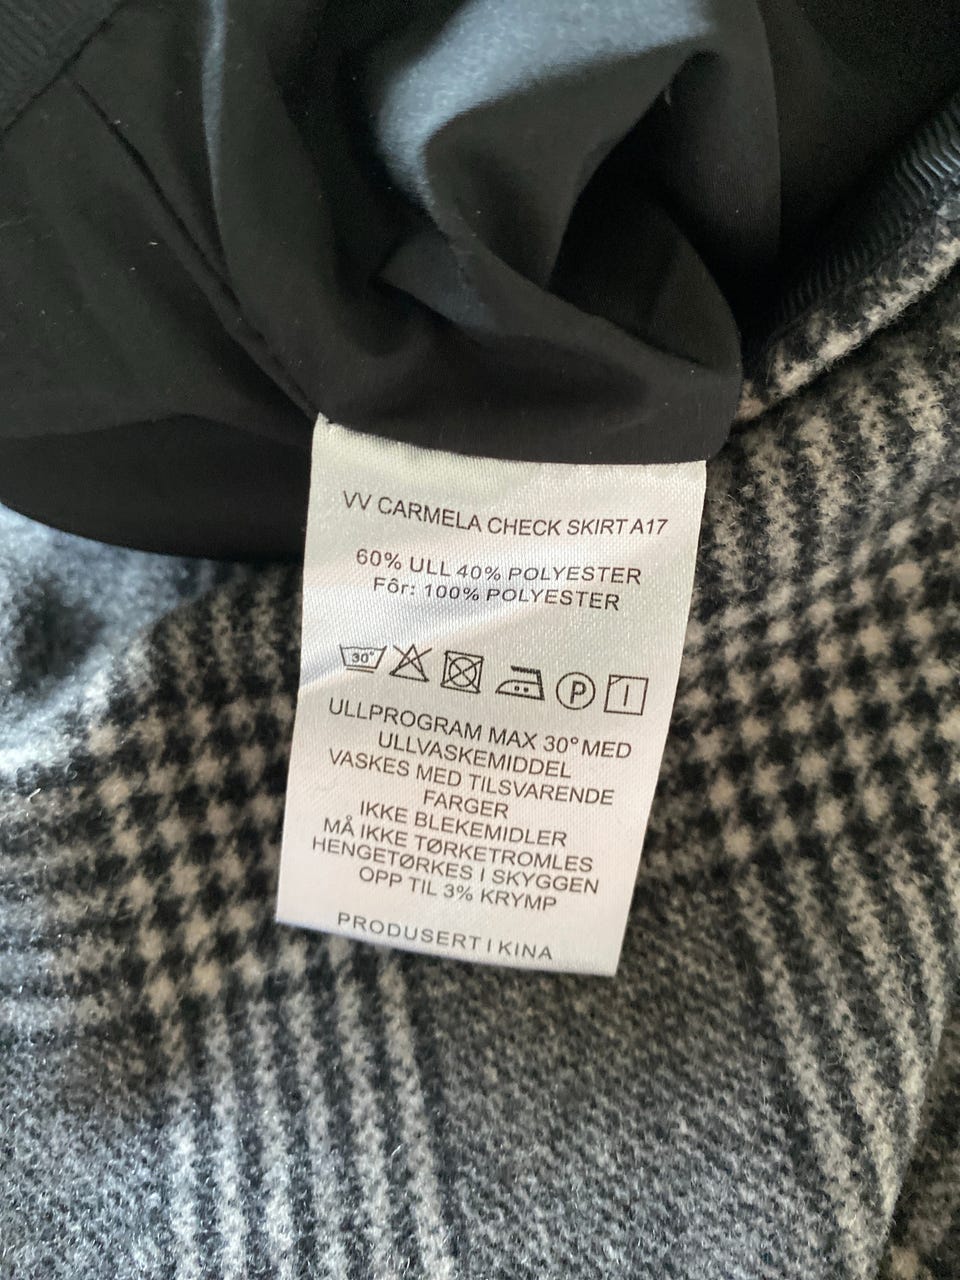 VV CARMELA CHECK SKIRT A17
60% ULL 40% POLYESTER
Fôr: 100% POLYESTER
30° P
ULLPROGRAM MAX 30° MED
ULLVASKEMIDDEL
VASKES MED TILSVARENDE
FARGER
IKKE BLEKEMIDLER
MÅ IKKE TØRKETROMLES
HENGETØRKES I SKYGGEN
OPP TIL 3% KRYMP
PRODUSERT I KINA